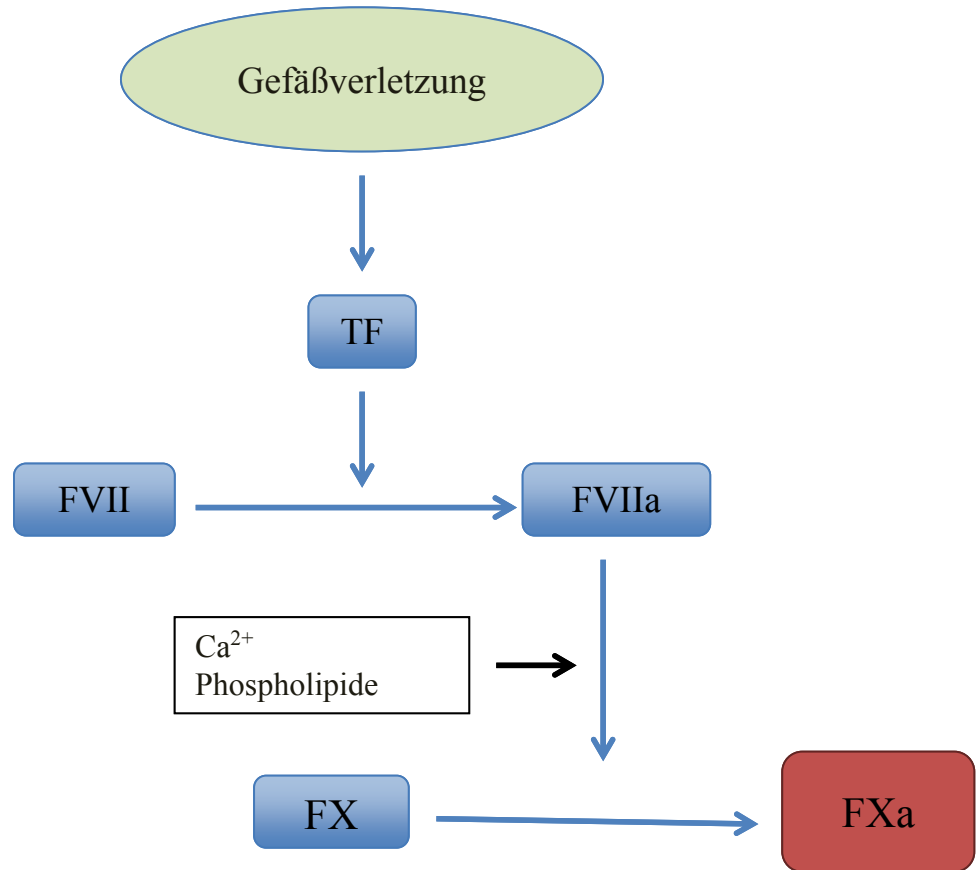 Gefäßverletzung
TF
FVII
FVIIa
Ca²⁺
Phospholipide
FX
FXa